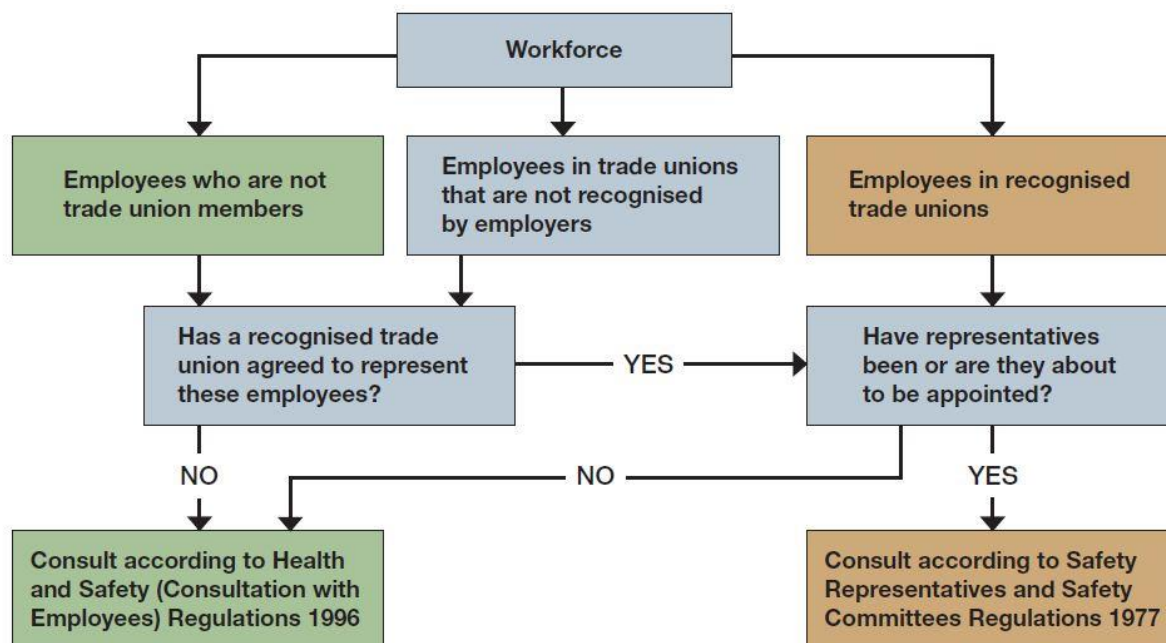 Workforce
Employees who are not
trade union members
Employees in trade unions
that are not recognised
by employers
Employees in recognised
trade unions
Has a recognised trade
union agreed to represent
these employees?
YES
Have representatives
been or are they about
to be appointed?
NO
NO
YES
Consult according to Health
and Safety (Consultation with
Employees) Regulations 1996
Consult according to Safety
Representatives and Safety
Committees Regulations 1977